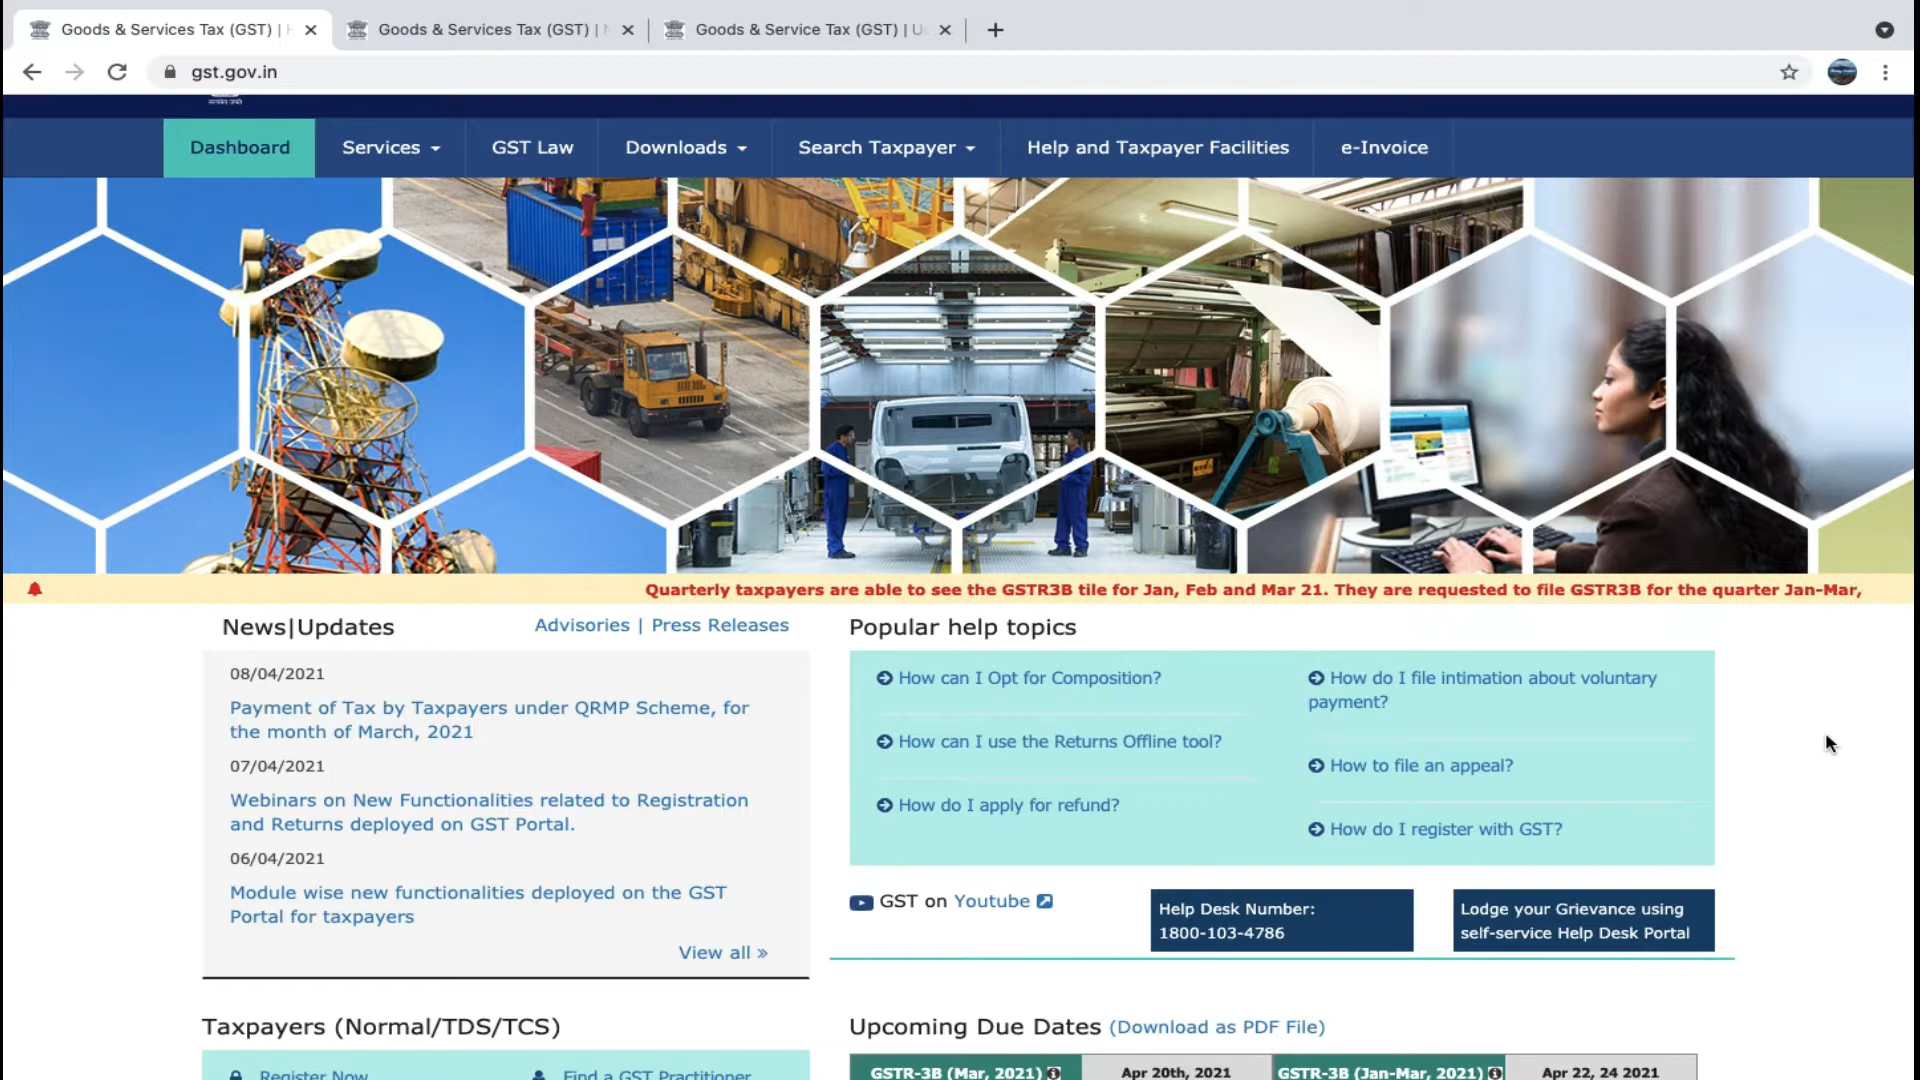 Goods & Services Tax (GST) |
Goods & Services Tax (GST) |
Goods & Service Tax (GST) |
gst.gov.in
Dashboard
Services
GST Law
Downloads
Search Taxpayer
Help and Taxpayer Facilities
e-Invoice
Quarterly taxpayers are able to see the GSTR3B tile for Jan, Feb and Mar 21. They are requested to file GSTR3B for the quarter Jan-Mar,
News|Updates
Advisories | Press Releases
08/04/2021
Payment of Tax by Taxpayers under QRMP Scheme, for
the month of March, 2021
07/04/2021
Webinars on New Functionalities related to Registration
and Returns deployed on GST Portal.
06/04/2021
Module wise new functionalities deployed on the GST
Portal for taxpayers
View all »
Popular help topics
How can I Opt for Composition?
How can I use the Returns Offline tool?
How do I apply for refund?
How do I file intimation about voluntary
payment?
How to file an appeal?
How do I register with GST?
GST on Youtube
Help Desk Number:
1800-103-4786
Lodge your Grievance using
self-service Help Desk Portal
Taxpayers (Normal/TDS/TCS)
Register Now
Find a GST Practitioner
Upcoming Due Dates (Download as PDF File)
GSTR-3B (Mar, 2021)
Apr 20th, 2021
GSTR-3B (Jan-Mar, 2021)
Apr 22, 24 2021